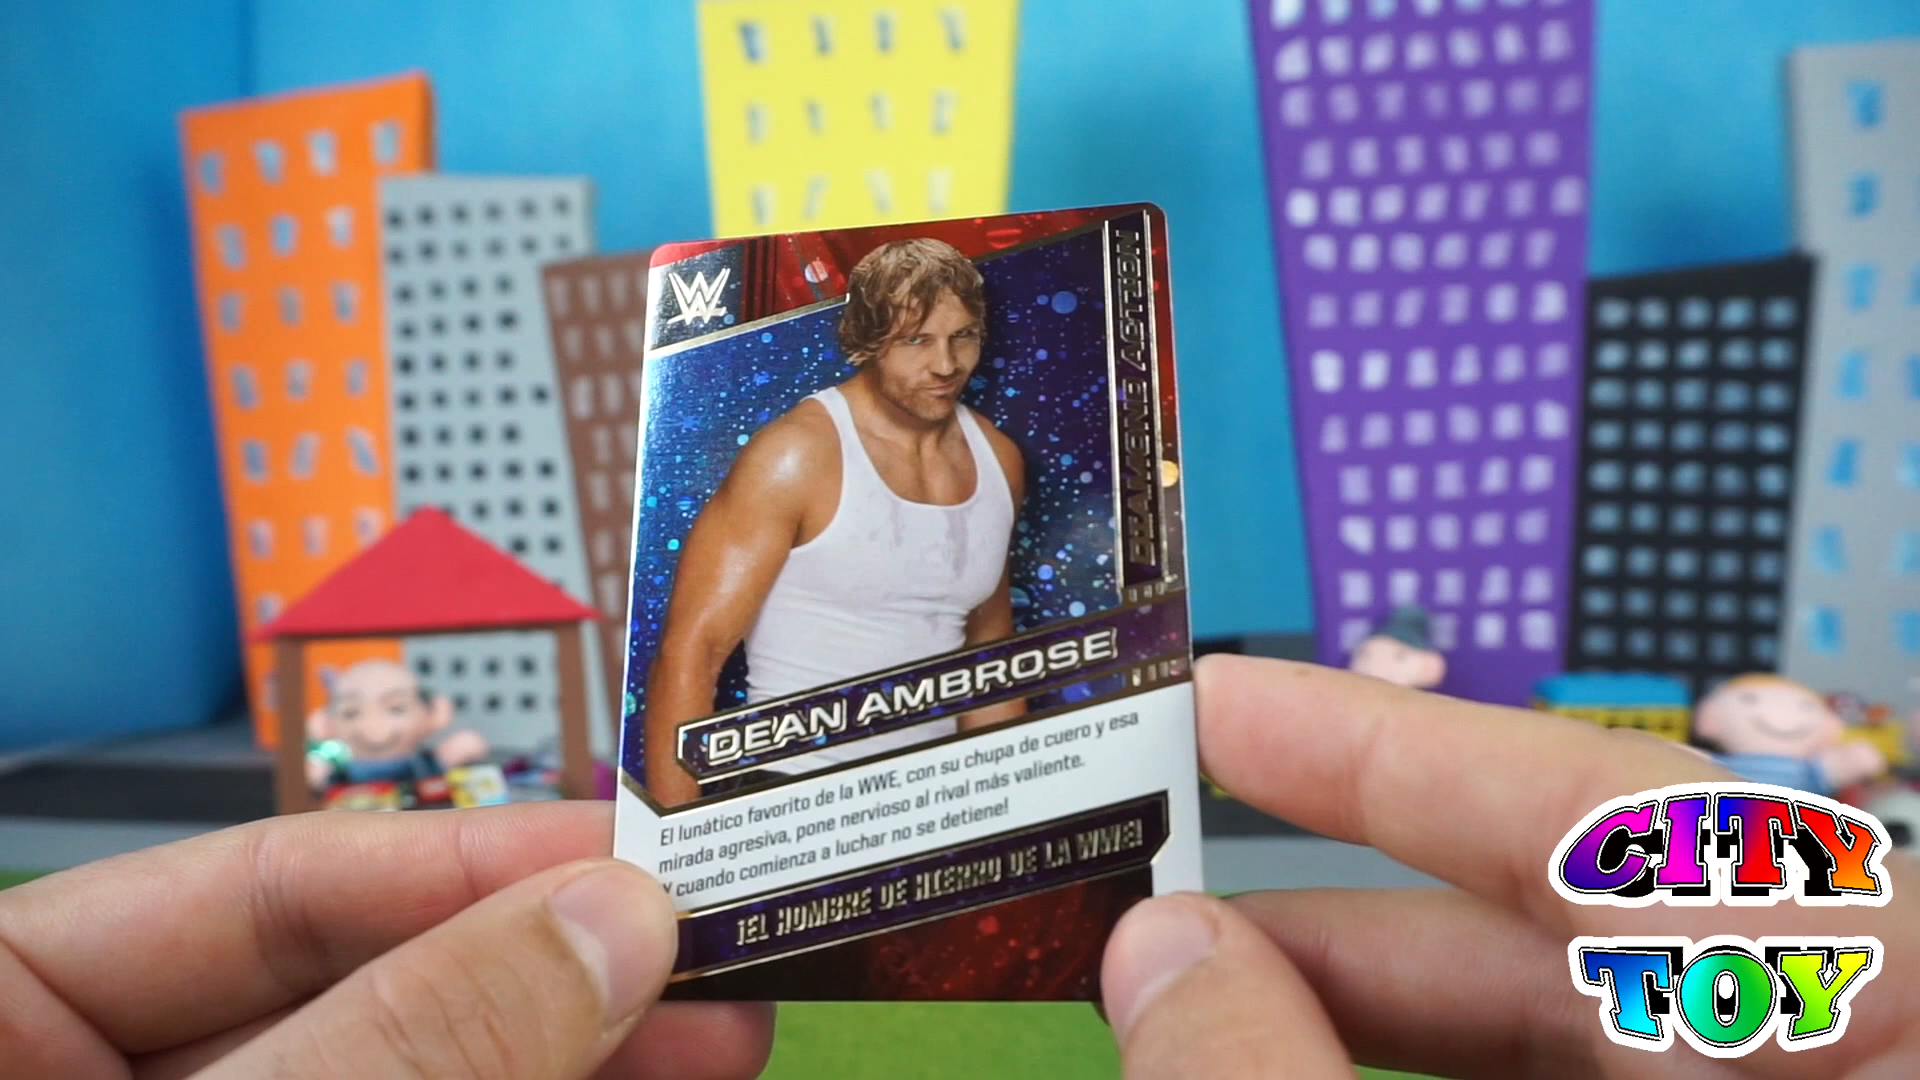 W
DIAMENE ACTION
DEAN AMBROSE
El lunático favorito de la WWE, con su chupa de cuero y esa
mirada agresiva, pone nervioso al rival más valiente.
Y cuando comienza a luchar no se detiene!
¡EL HOMBRE DE HIERRO DE LA WWE!
CITY
TOY